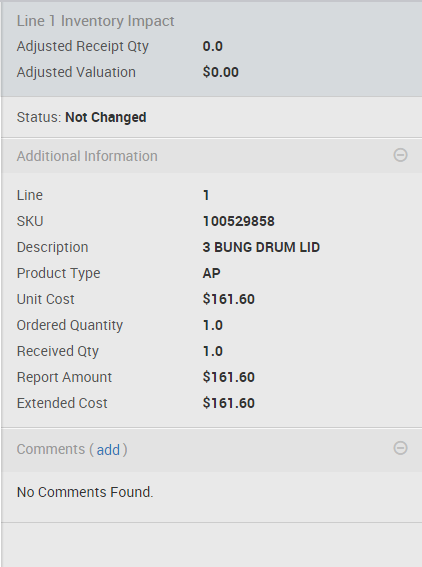 Line 1 Inventory Impact
Adjusted Receipt Qty 0.0
Adjusted Valuation $0.00
Status: Not Changed
Additional Information
Line 1
SKU 100529858
Description 3 BUNG DRUM LID
Product Type AP
Unit Cost $161.60
Ordered Quantity 1.0
Received Qty 1.0
Report Amount $161.60
Extended Cost $161.60
Comments ( add )
No Comments Found.